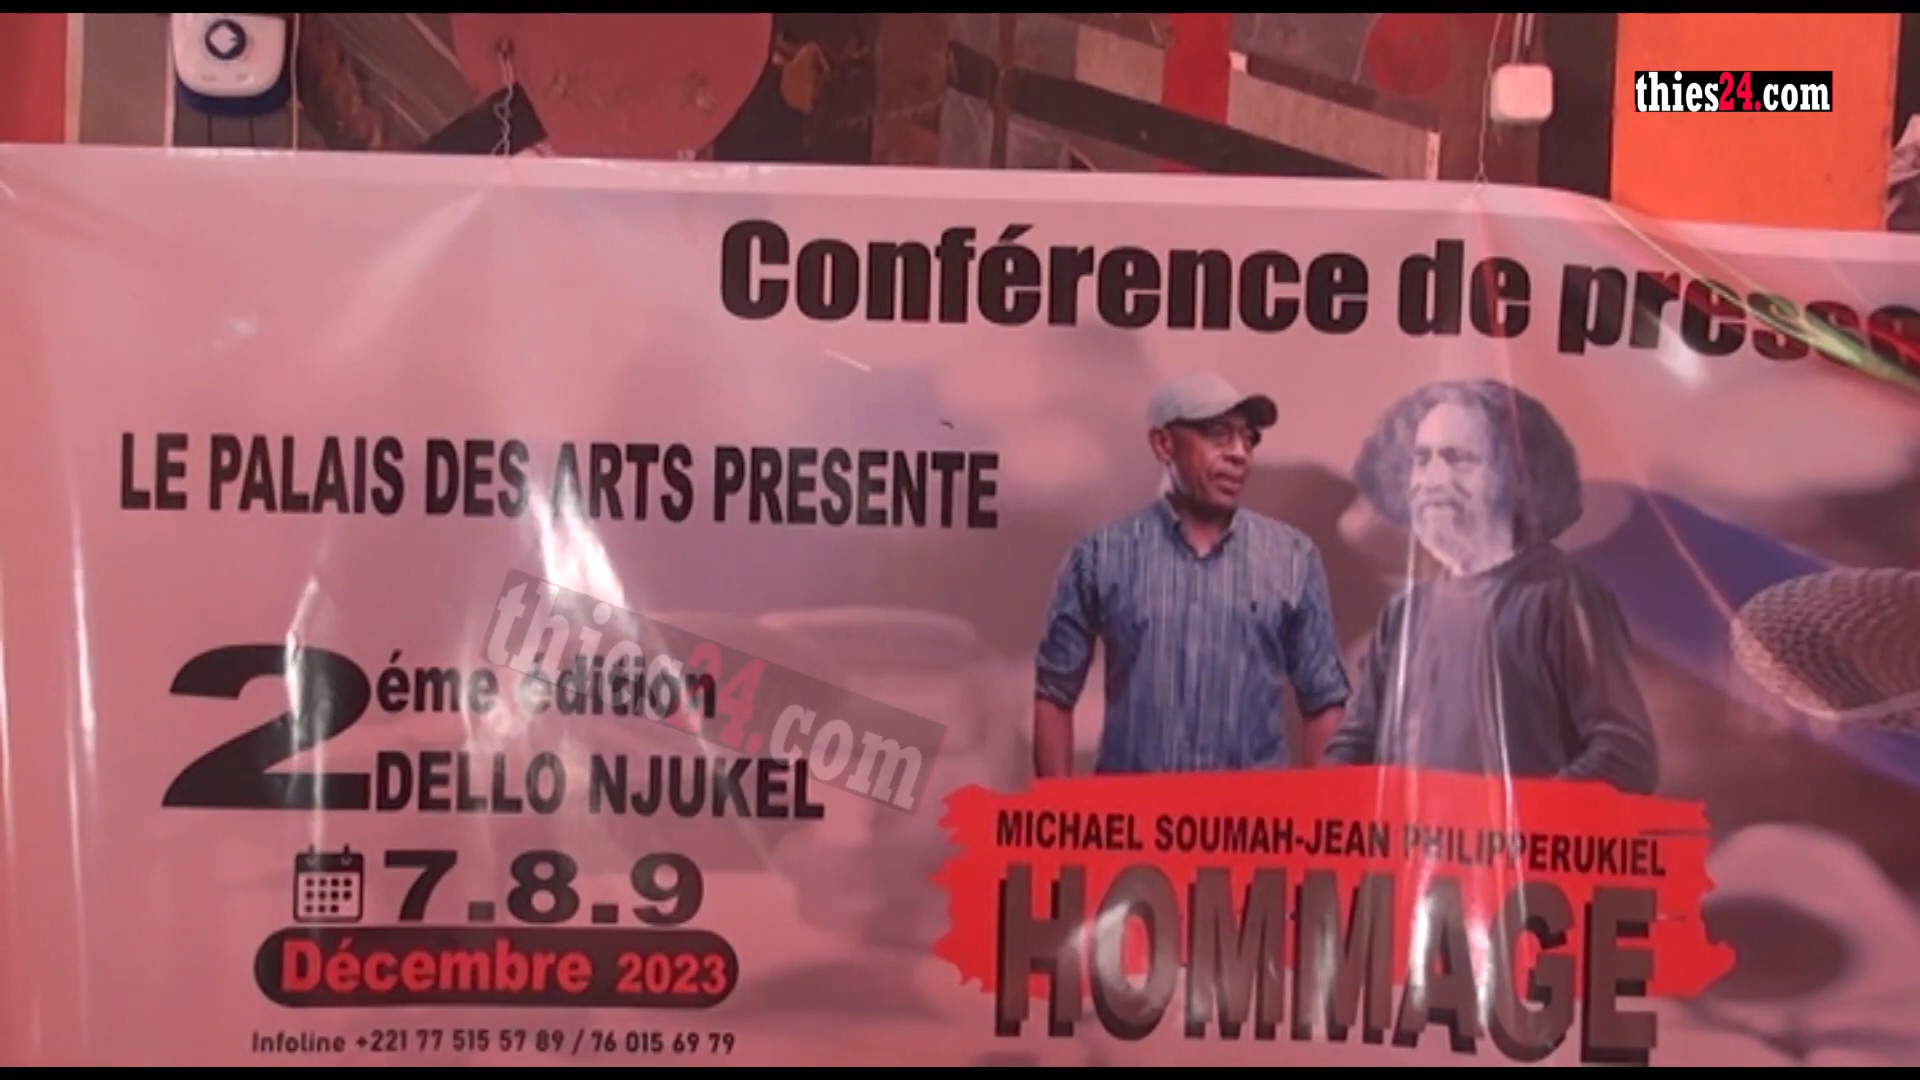 thies24.com
Conférence de presse
LE PALAIS DES ARTS PRESENTE
thies24.com
2éme édition
DELLO NJUKEL
7.8.9
Décembre 2023
Infoline +221 77 515 57 89 / 76 015 69 79
MICHAEL SOUMAH-JEAN PHILIPPERUKIEL
HOMMAGE